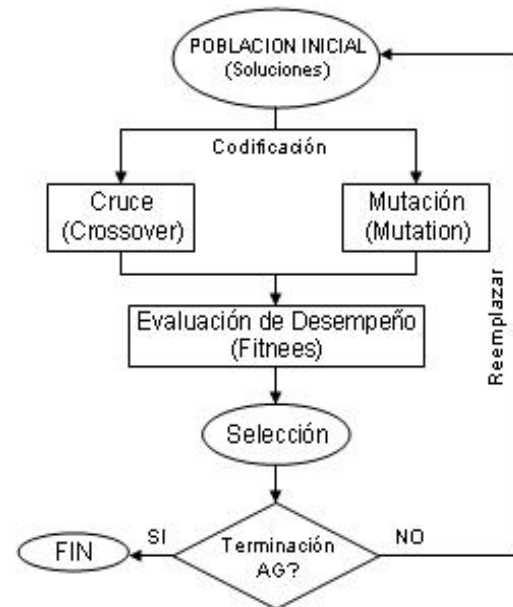 POBLACION INICIAL
(Soluciones)
Codificación
Cruce
(Crossover)
Mutación
(Mutation)
Evaluación de Desempeño
(Fitnees)
Selección
Terminación
AG?
SI
FIN
NO
Reemplazar